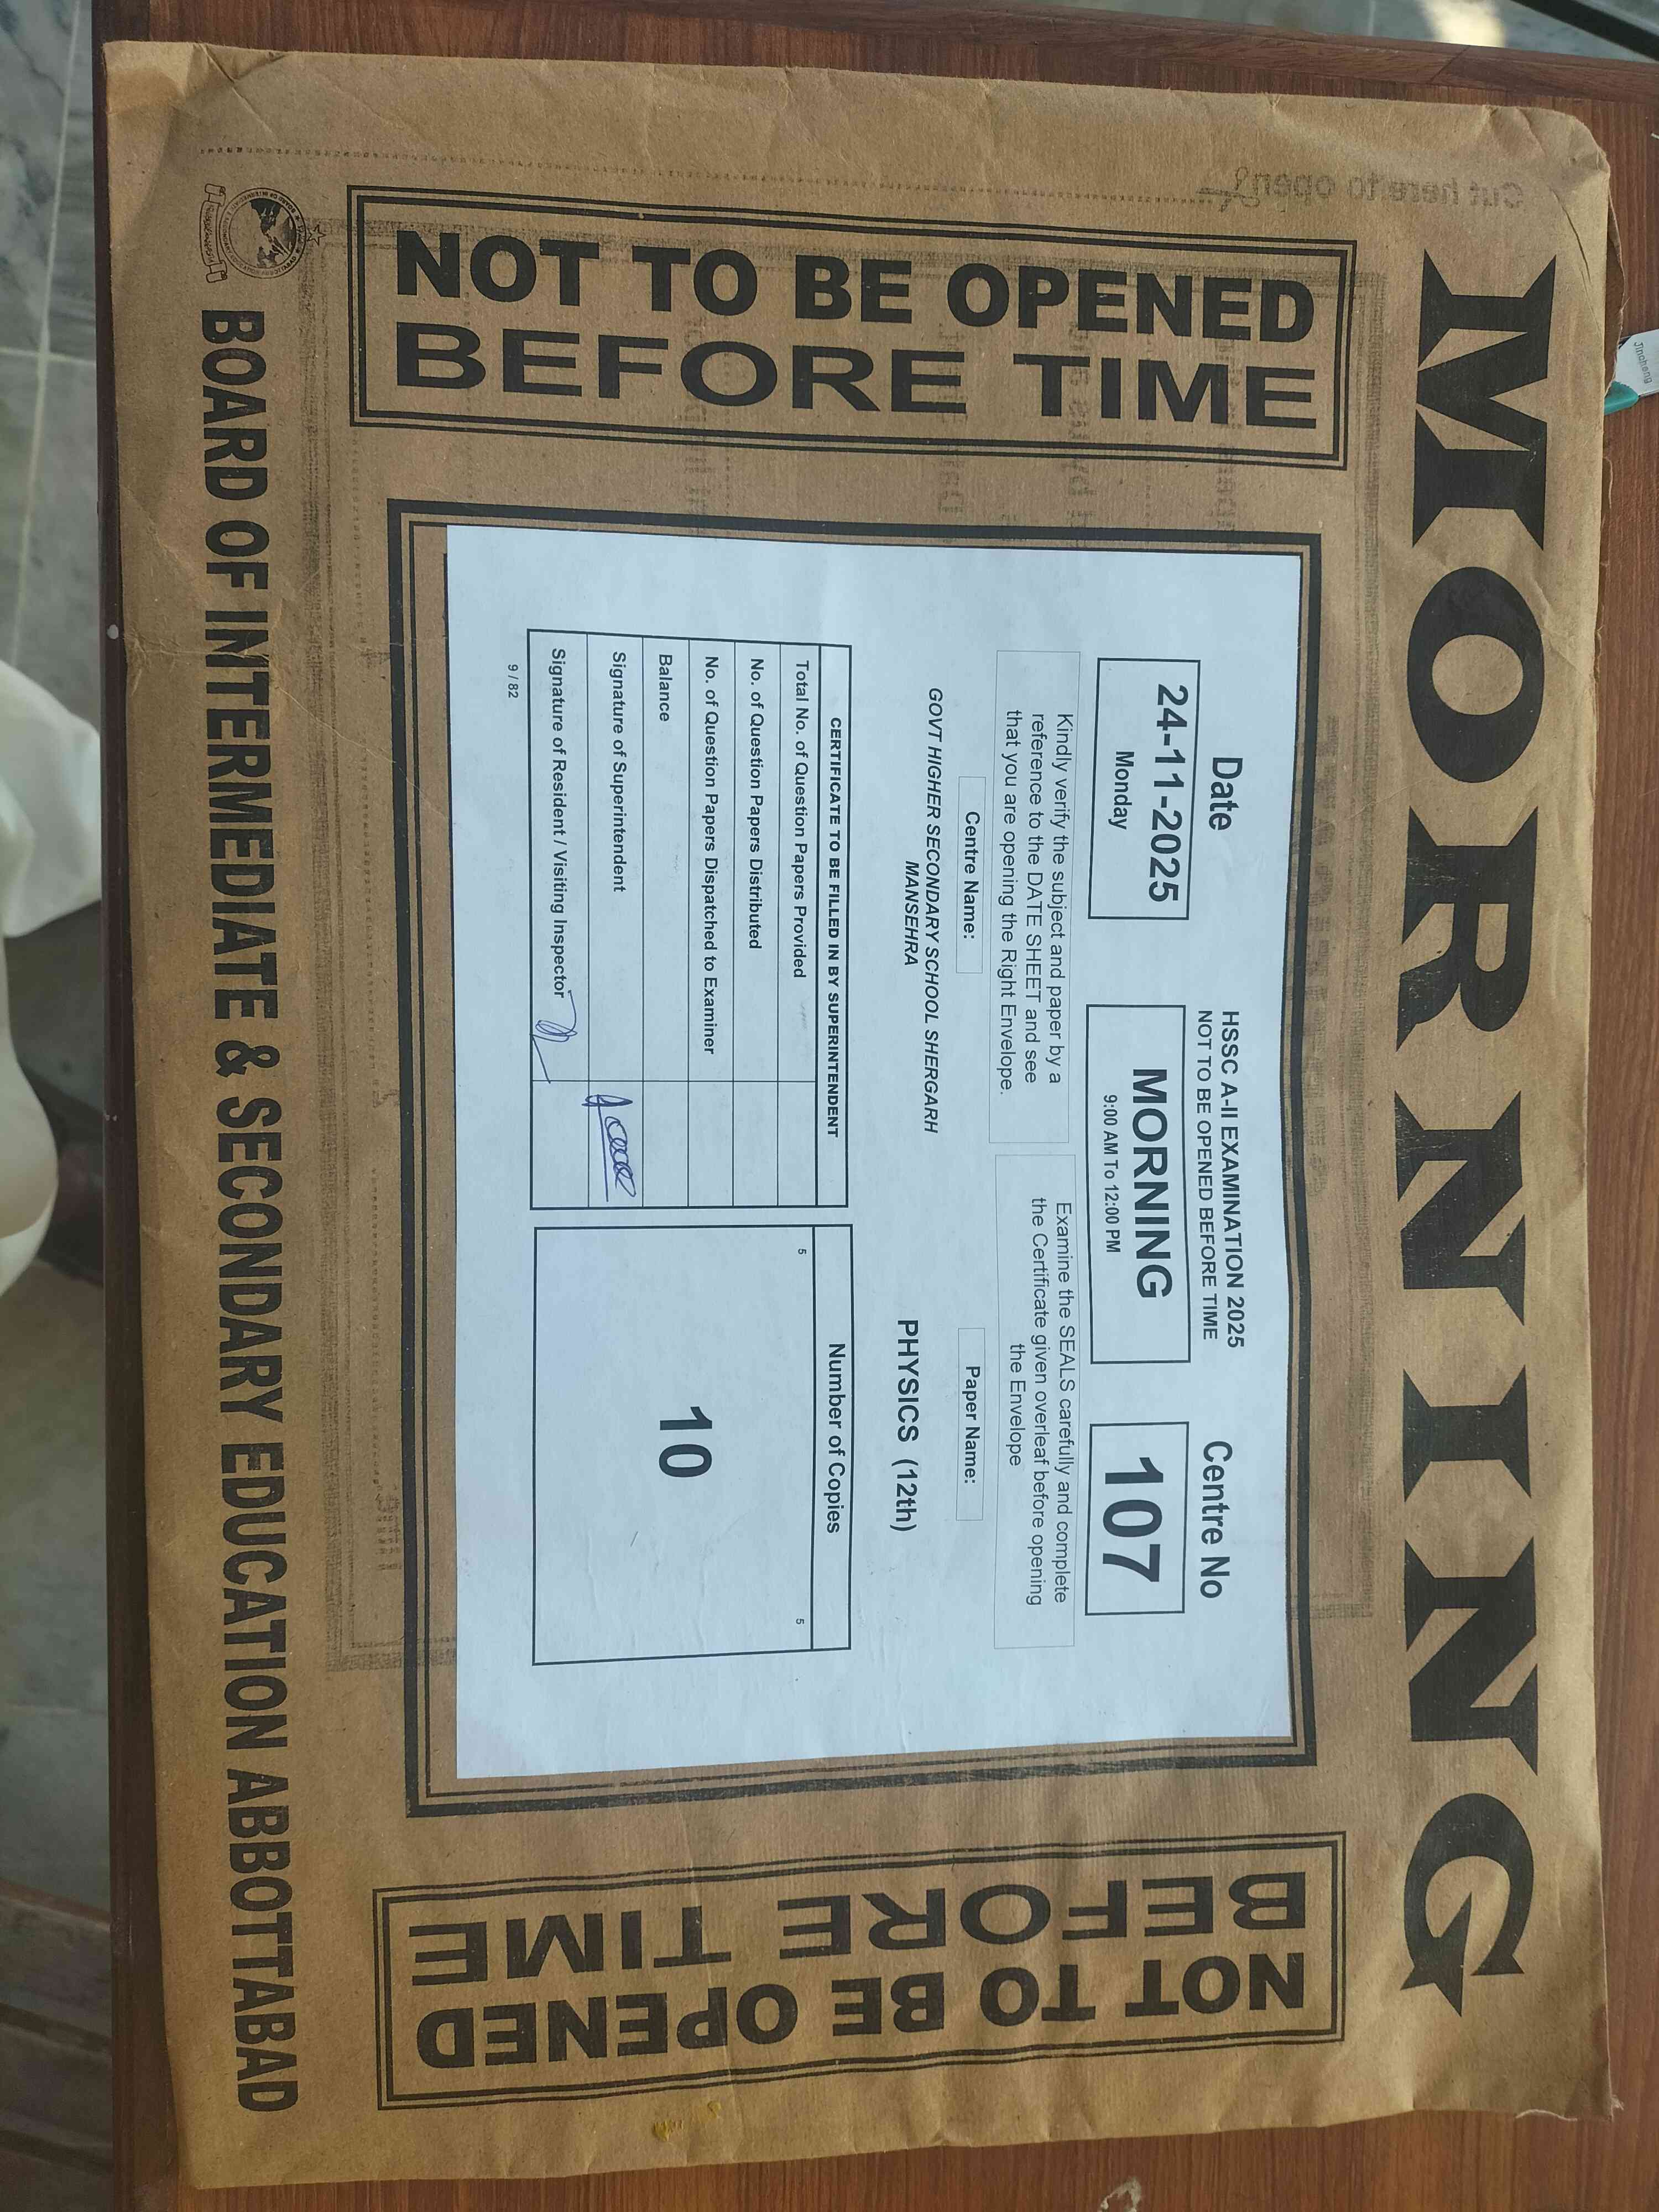 MORNING
Cut here to open
NOT TO BE OPENED
BEFORE TIME
Date
HSSC A-II EXAMINATION 2025
NOT TO BE OPENED BEFORE TIME
Centre No
24-11-2025
Monday
MORNING
9:00 AM To 12:00 PM
107
Kindly verify the subject and paper by a
reference to the DATE SHEET and see
that you are opening the Right Envelope.
Examine the SEALS carefully and complete
the Certificate given overleaf before opening
the Envelope
Centre Name:
Paper Name:
GOVT HIGHER SECONDARY SCHOOL SHERGARH
MANSEHRA
PHYSICS (12th)
CERTIFICATE TO BE FILLED IN BY SUPERINTENDENT
Total No. of Question Papers Provided
No. of Question Papers Distributed
No. of Question Papers Dispatched to Examiner
Balance
Signature of Superintendent
Signature of Resident / Visiting Inspector
9 / 82
Number of Copies
5
5
10
NOT TO BE OPENED
BEFORE TIME
BOARD OF INTERMEDIATE & SECONDARY EDUCATION ABBOTTABAD
Jincheng